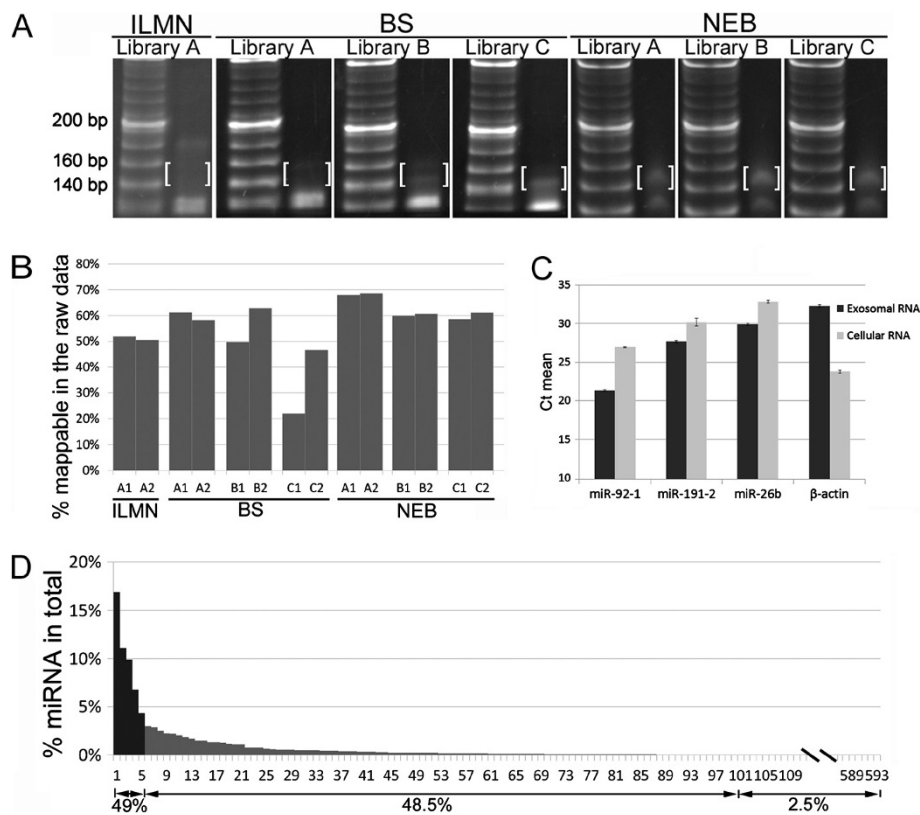 A
ILMN BS NEB
Library A Library A Library B Library C Library A Library B Library C
200 bp
160 bp
140 bp
[ ] [ ] [ ] [ ] [ ] [ ] [ ]
B
% mappable in the raw data
80%
70%
60%
50%
40%
30%
20%
10%
0%
A1 A2 A1 A2 B1 B2 C1 C2 A1 A2 B1 B2 C1 C2
ILMN BS NEB
C
Ct mean
35
30
25
20
15
10
Exosomal RNA
Cellular RNA
miR-92-1 miR-191-2 miR-26b β-actin
D
% miRNA in total
20%
15%
10%
5%
0%
1 5 9 13 17 21 25 29 33 37 41 45 49 53 57 61 65 69 73 77 81 85 89 93 97 101 105 109 589 593
49% 48.5% 2.5%